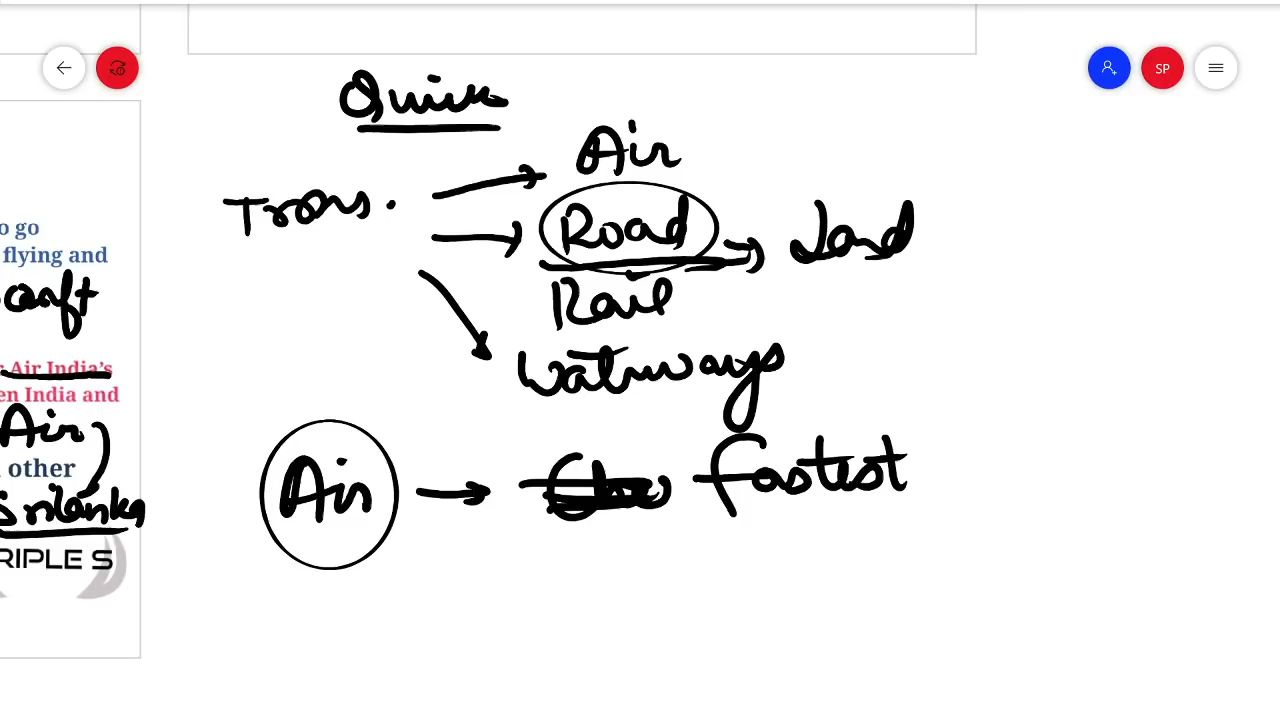 SP
Quick
Trans.
Air
Road
Land
Rail
Waterways
Air
Fastest
o go
flying and
craft
Air India's
en India and
Air
other
Srilanka
RIPLE S